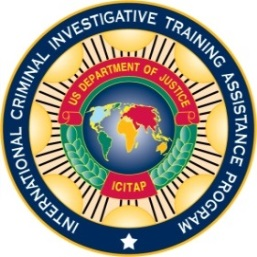 INTERNATIONAL CRIMINAL INVESTIGATIVE TRAINING ASSISTANCE PROGRAM
US DEPARTMENT OF JUSTICE
ICITAP